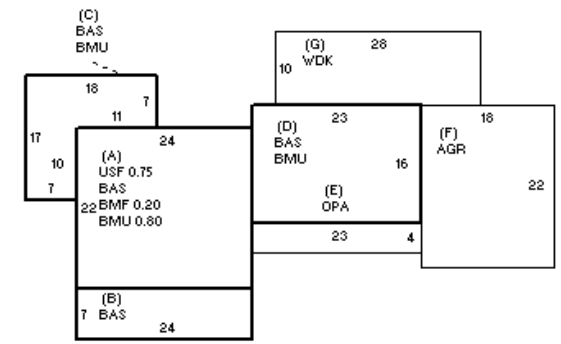 (C)
BAS
BMU
(G)
WDK
28
10
18
7
11
17
10
7
24
(A)
USF 0.75
BAS
BMF 0.20
BMU 0.80
22
23
(D)
BAS
BMU
16
(E)
OPA
18
(F)
AGR
22
23
4
(B)
BAS
7
24